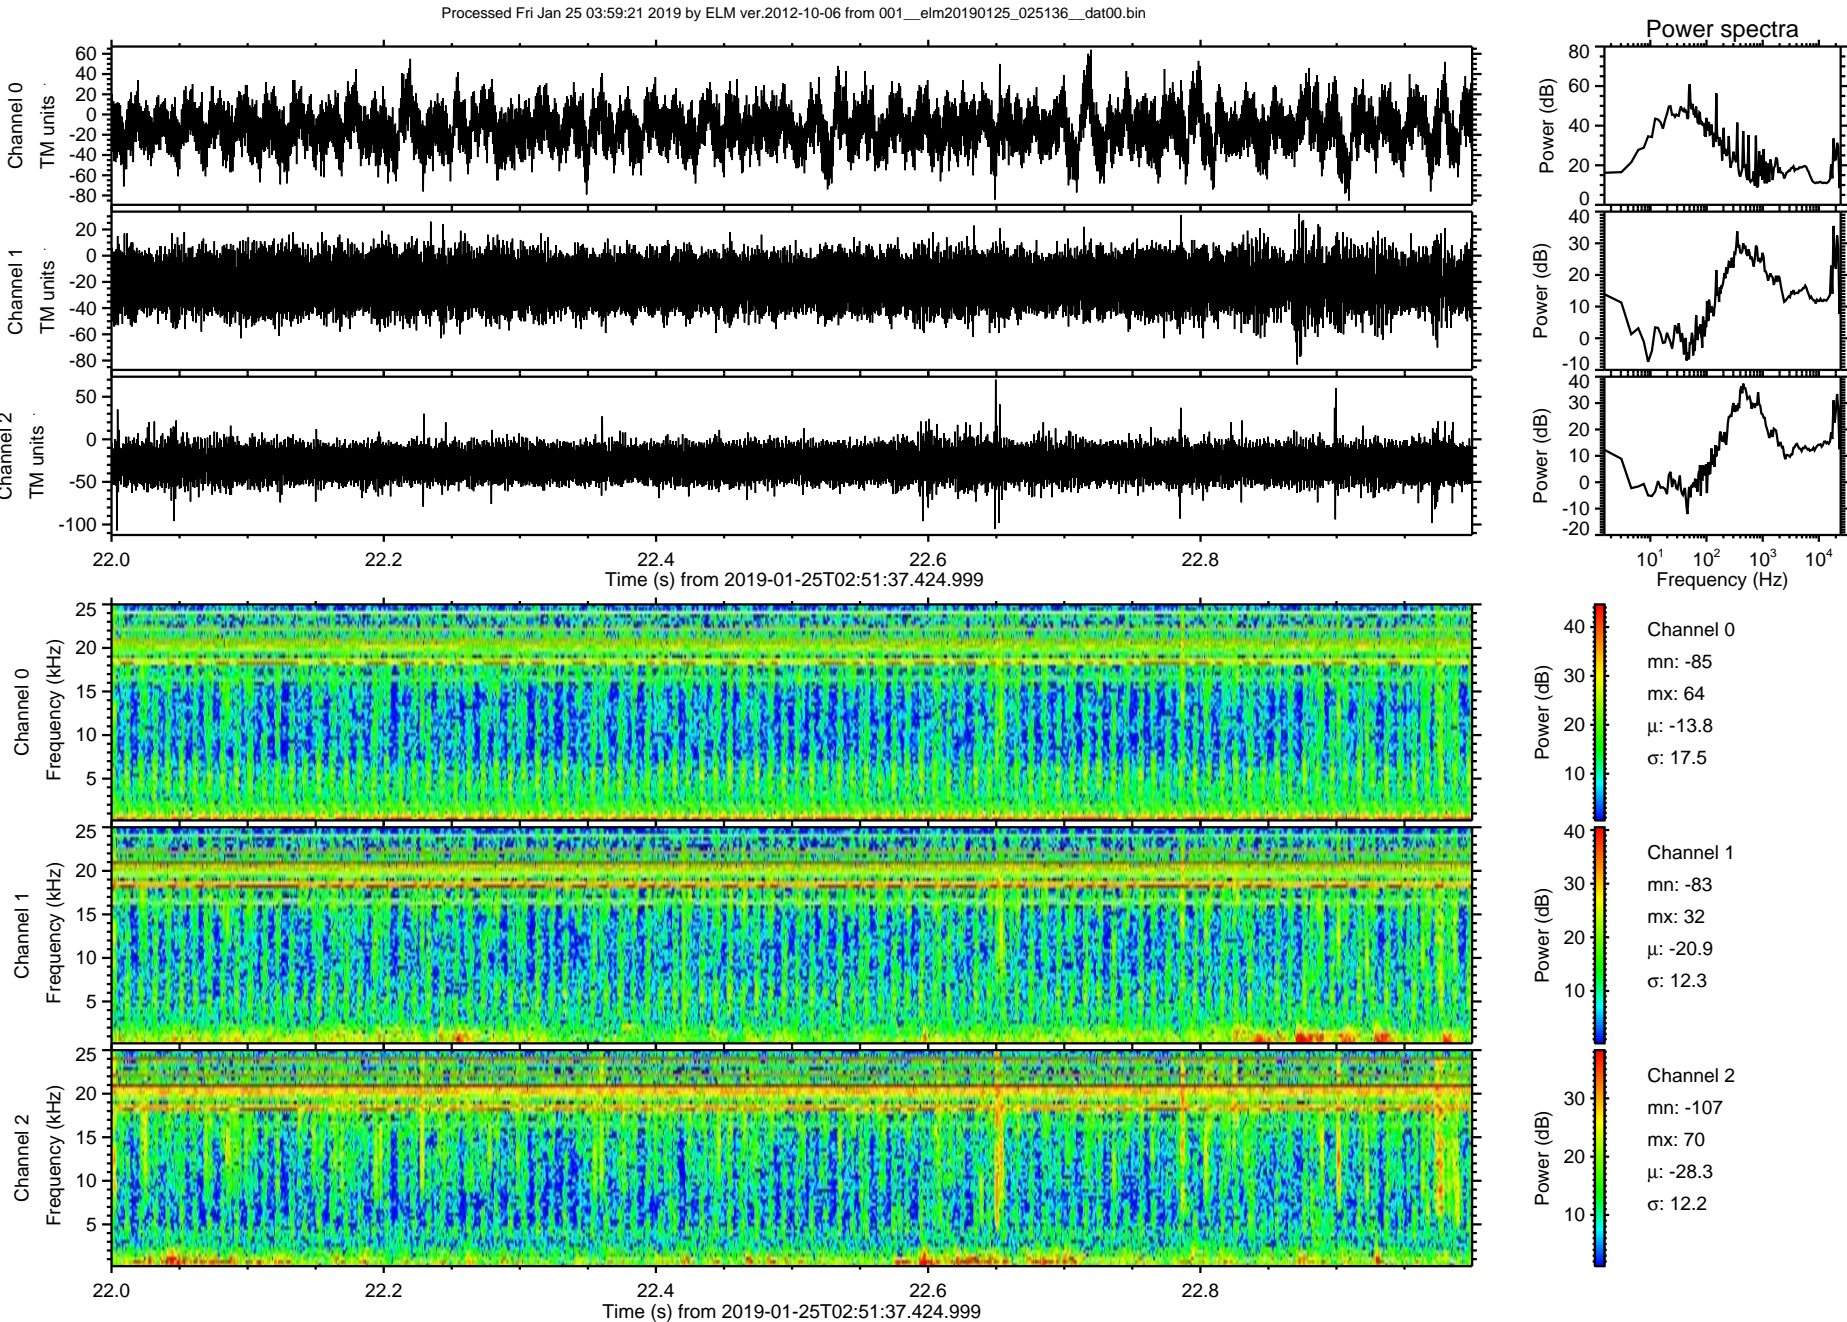 Processed Fri Jan 25 03:59:21 2019 by ELM ver.2012-10-06 from 001__elm20190125_025136__dat00.bin
Power spectra
Channel 0
TM units
60
40
20
0
-20
-40
-60
-80
Power (dB)
80
60
40
20
0
Channel 1
TM units
20
0
-20
-40
-60
-80
Power (dB)
40
30
20
10
0
-10
Channel 2
TM units
50
0
-50
-100
Power (dB)
40
30
20
10
0
-10
-20
22.0 22.2 22.4 22.6 22.8
Time (s) from 2019-01-25T02:51:37.424.999
10¹ 10² 10³ 10⁴
Frequency (Hz)
Channel 0
Frequency (kHz)
25
20
15
10
5
Power (dB)
40
30
20
10
Channel 0
mn: -85
mx: 64
μ: -13.8
σ: 17.5
Channel 1
Frequency (kHz)
25
20
15
10
5
Power (dB)
40
30
20
10
Channel 1
mn: -83
mx: 32
μ: -20.9
σ: 12.3
Channel 2
Frequency (kHz)
25
20
15
10
5
Power (dB)
30
20
10
Channel 2
mn: -107
mx: 70
μ: -28.3
σ: 12.2
22.0 22.2 22.4 22.6 22.8
Time (s) from 2019-01-25T02:51:37.424.999